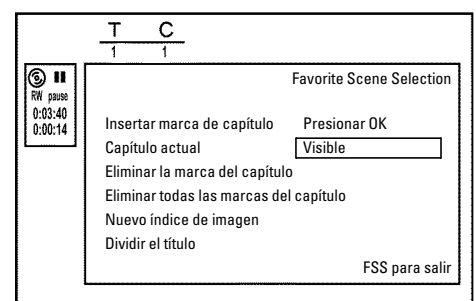 T C
1 1
RW pause
0:03:40
0:00:14
Favorite Scene Selection
Insertar marca de capítulo Presionar OK
Capítulo actual Visible
Eliminar la marca del capítulo
Eliminar todas las marcas del capítulo
Nuevo índice de imagen
Dividir el título
FSS para salir